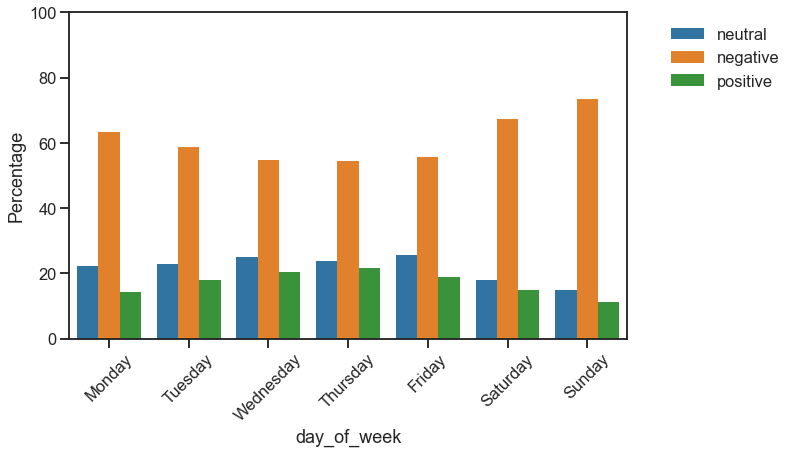 100
80
60
40
20
0
Percentage
Monday
Tuesday
Wednesday
Thursday
Friday
Saturday
Sunday
day_of_week
neutral
negative
positive